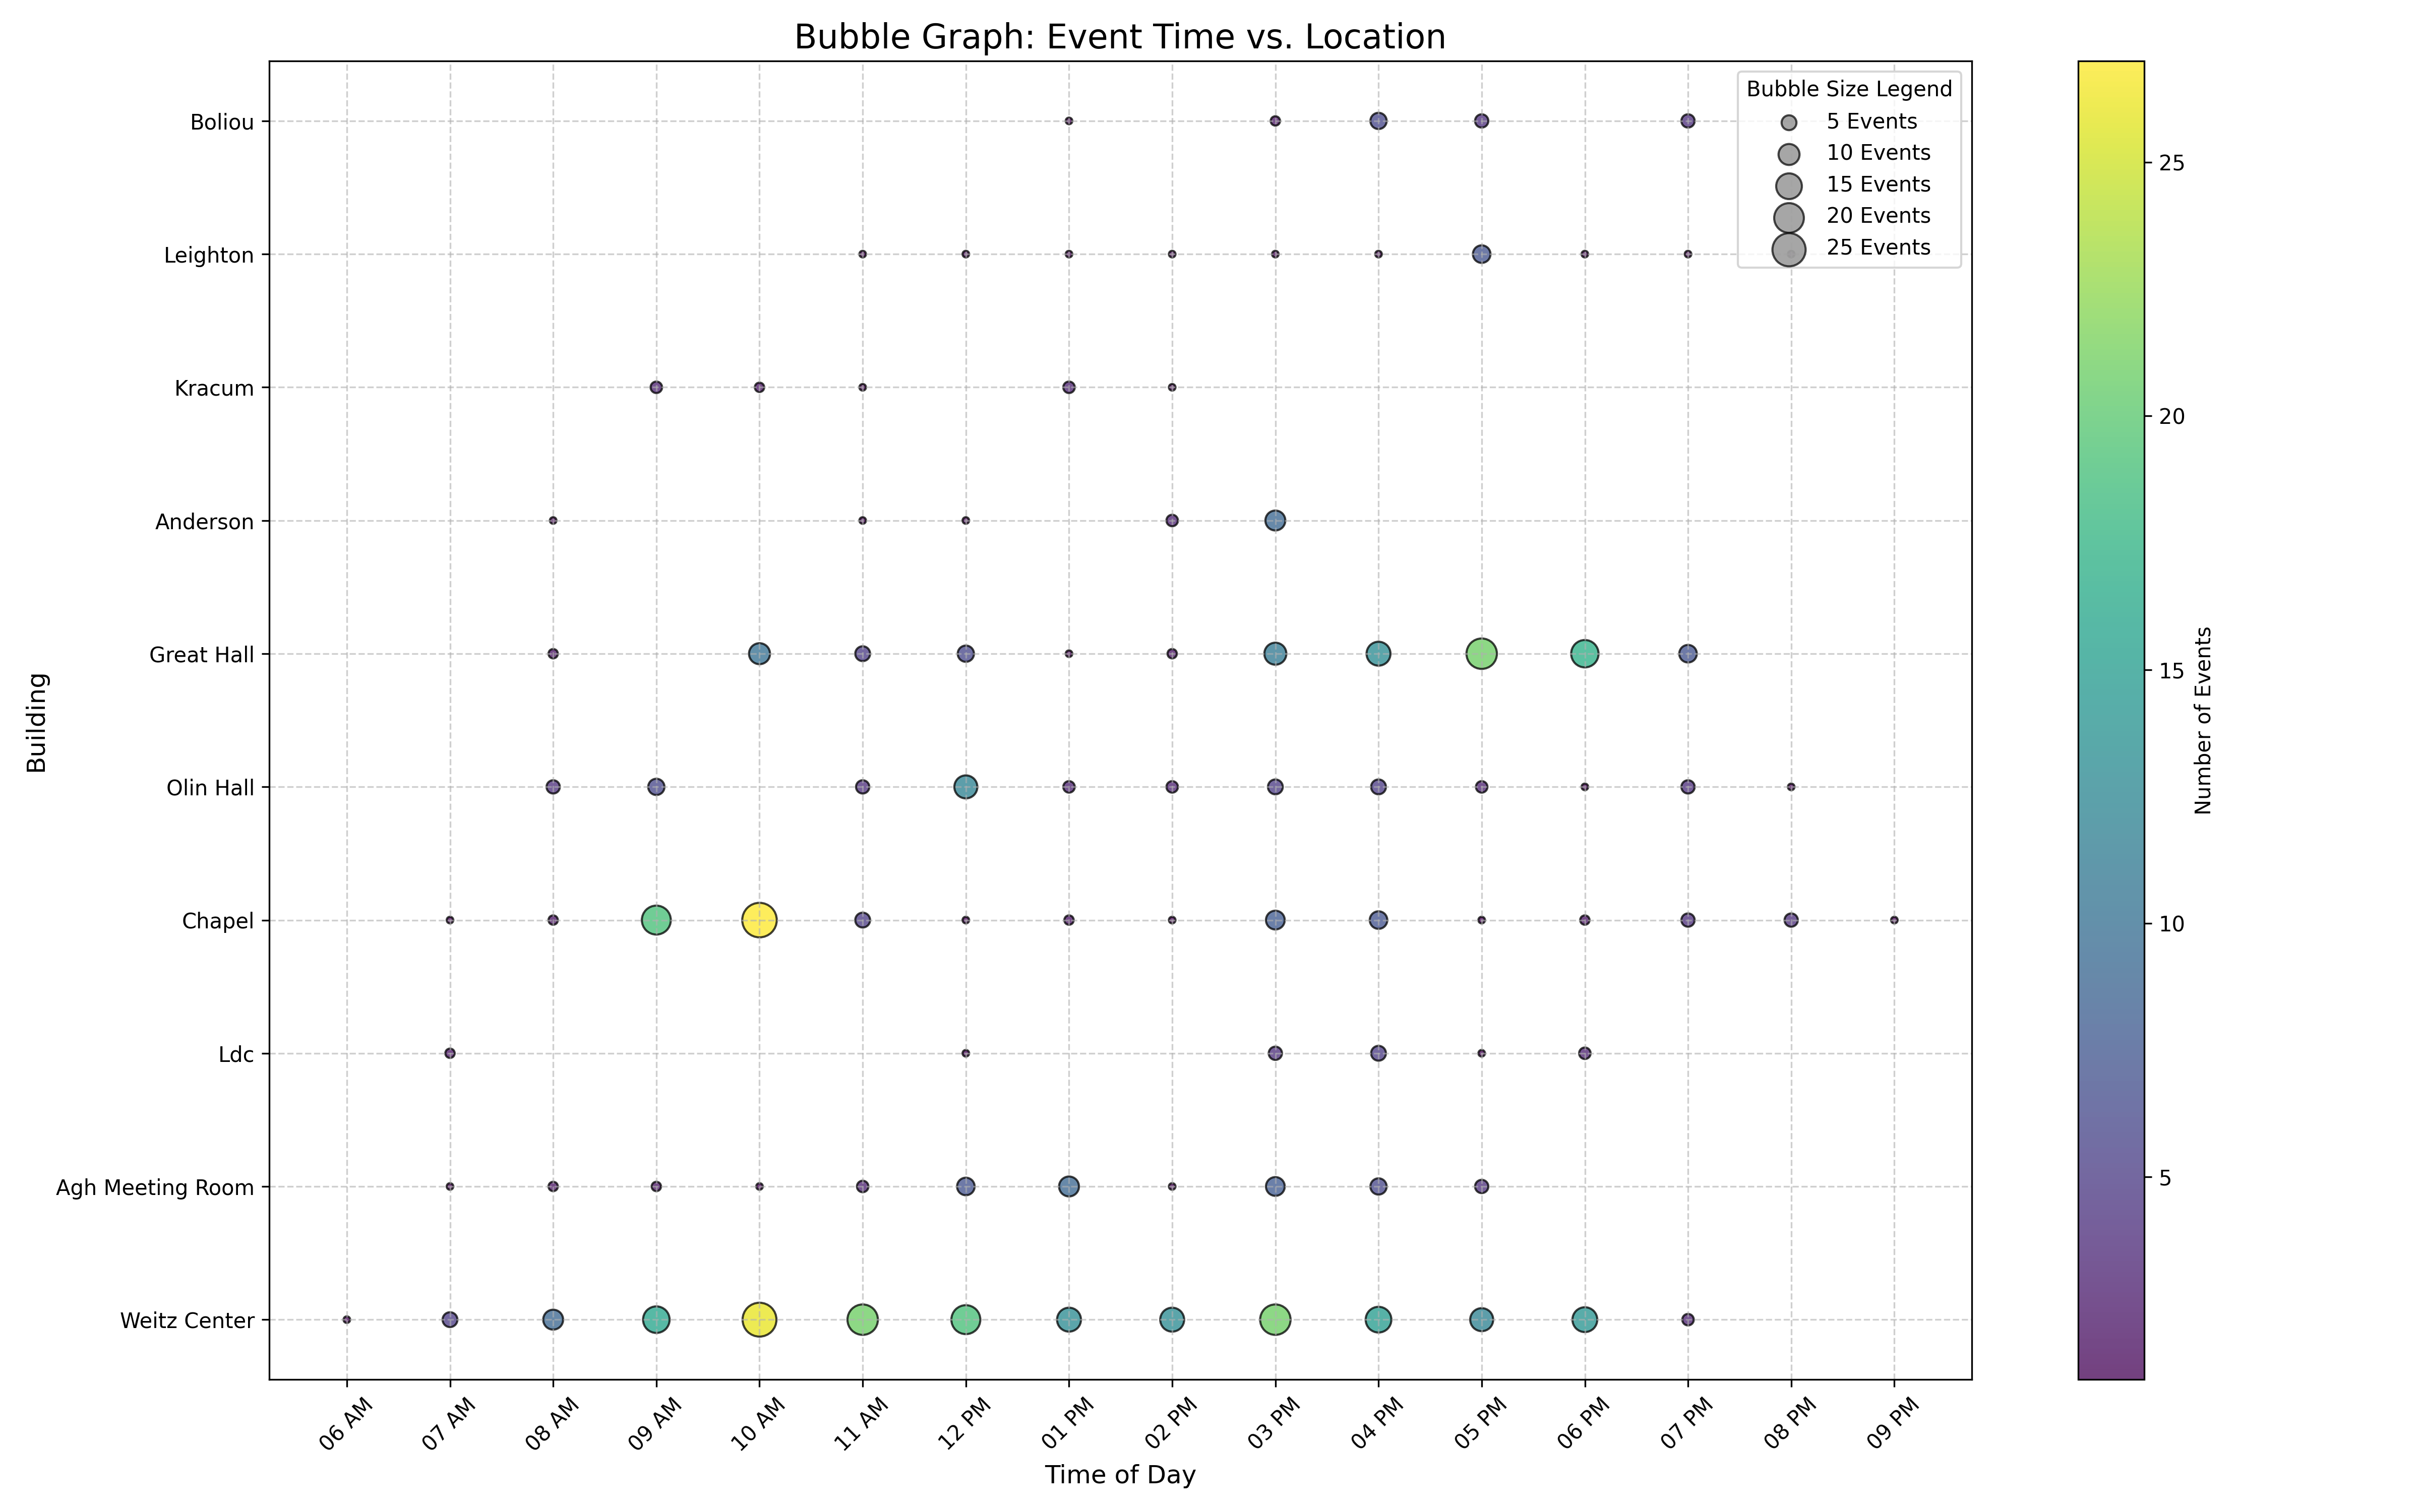 Bubble Graph: Event Time vs. Location
Bubble Size Legend
5 Events
10 Events
15 Events
20 Events
25 Events
Building
Boliou
Leighton
Kracum
Anderson
Great Hall
Olin Hall
Chapel
Ldc
Agh Meeting Room
Weitz Center
06 AM
07 AM
08 AM
09 AM
10 AM
11 AM
12 PM
01 PM
02 PM
03 PM
04 PM
05 PM
06 PM
07 PM
08 PM
09 PM
Time of Day
25
20
15
10
5
Number of Events